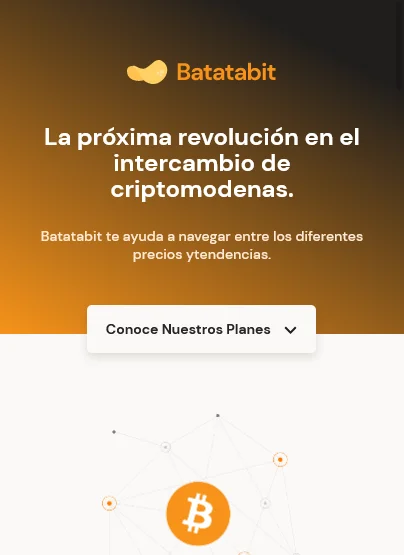 Batatabit
La próxima revolución en el
intercambio de
criptomodenas.
Batatabit te ayuda a navegar entre los diferentes
precios ytendencias.
Conoce Nuestros Planes